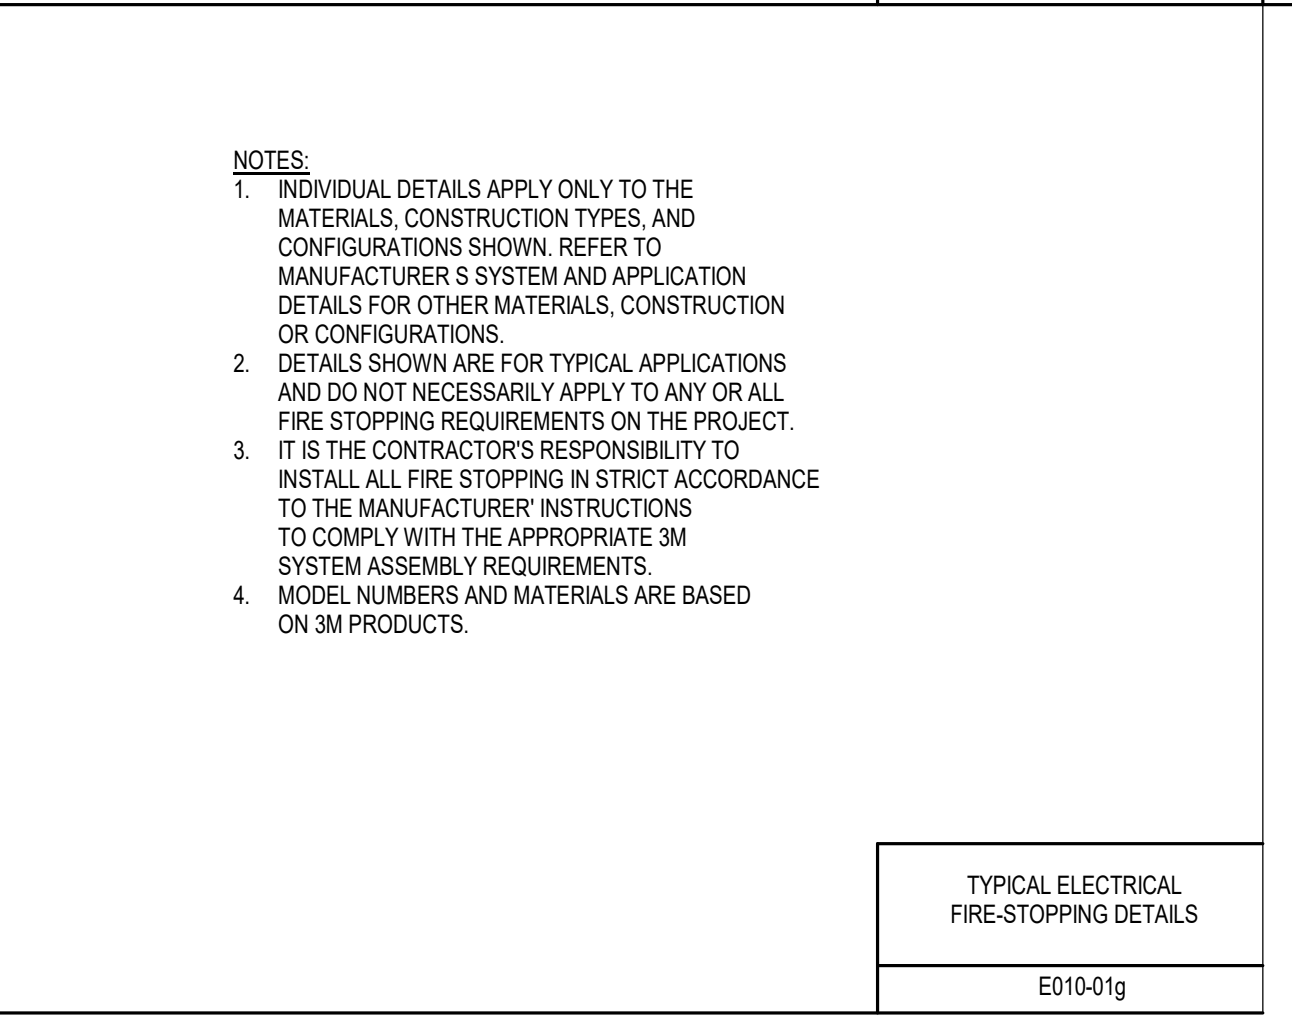 NOTES:
1. INDIVIDUAL DETAILS APPLY ONLY TO THE
MATERIALS, CONSTRUCTION TYPES, AND
CONFIGURATIONS SHOWN. REFER TO
MANUFACTURER S SYSTEM AND APPLICATION
DETAILS FOR OTHER MATERIALS, CONSTRUCTION
OR CONFIGURATIONS.
2. DETAILS SHOWN ARE FOR TYPICAL APPLICATIONS
AND DO NOT NECESSARILY APPLY TO ANY OR ALL
FIRE STOPPING REQUIREMENTS ON THE PROJECT.
3. IT IS THE CONTRACTOR'S RESPONSIBILITY TO
INSTALL ALL FIRE STOPPING IN STRICT ACCORDANCE
TO THE MANUFACTURER' INSTRUCTIONS
TO COMPLY WITH THE APPROPRIATE 3M
SYSTEM ASSEMBLY REQUIREMENTS.
4. MODEL NUMBERS AND MATERIALS ARE BASED
ON 3M PRODUCTS.
TYPICAL ELECTRICAL
FIRE-STOPPING DETAILS
E010-01g